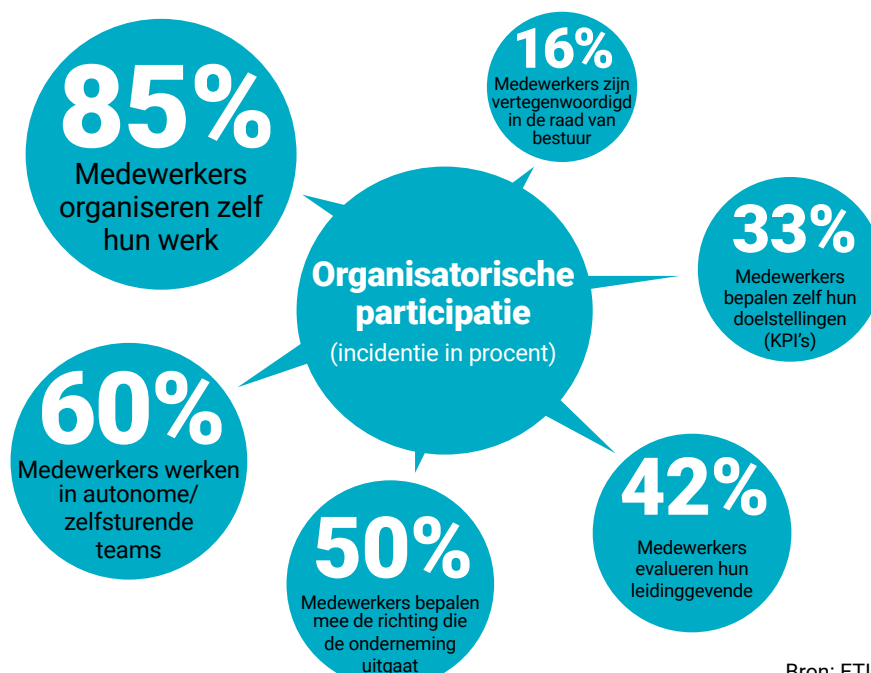 85%
Medewerkers
organiseren zelf
hun werk
16%
Medewerkers zijn
vertegenwoordigd
in de raad van
bestuur
33%
Medewerkers
bepalen zelf hun
doelstellingen
(KPI's)
Organisatorische
participatie
(incidentie in procent)
60%
Medewerkers werken
in autonome/
zelfsturende
teams
50%
Medewerkers bepalen
mee de richting die
de onderneming
uitgaat
42%
Medewerkers
evalueren hun
leidinggevende
Bron: